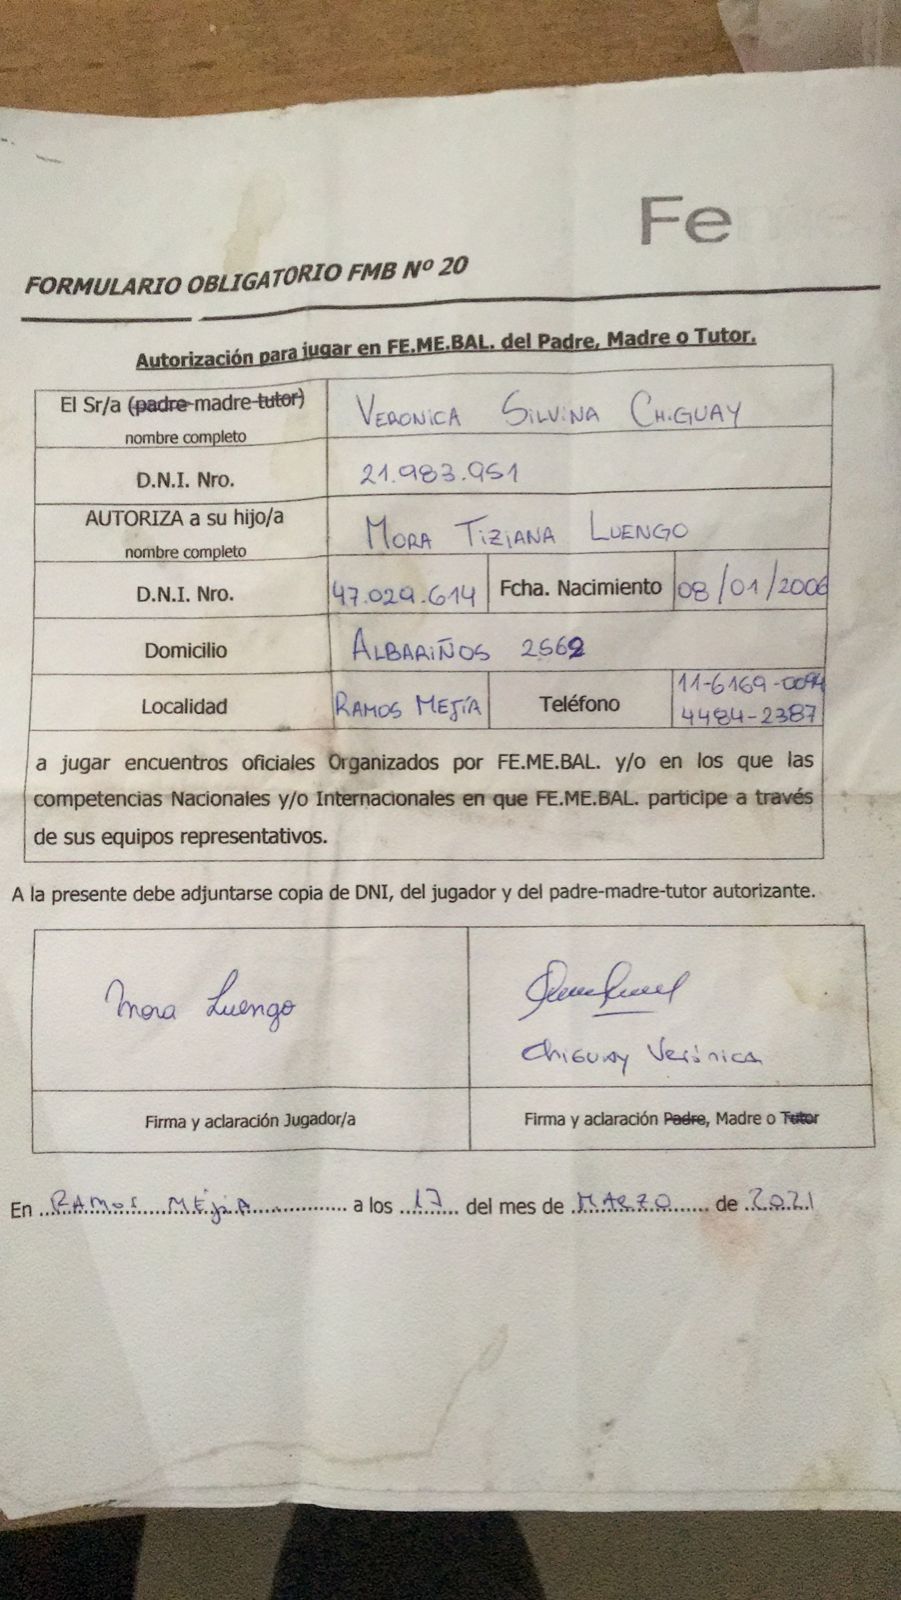 Fe
FORMULARIO OBLIGATORIO FMB Nº 20
Autorización para jugar en FE.ME.BAL. del Padre, Madre o Tutor.
El Sr/a (padre-madre-tutor)
nombre completo
VERONICA SILVINA CHIGUAY
D.N.I. Nro. 21.983.951
AUTORIZA a su hijo/a
nombre completo
MORA TIZIANA LUENGO
D.N.I. Nro. 47.029.614 Fcha. Nacimiento 08/01/2006
Domicilio ALBARIÑOS 2562
Localidad RAMOS MEJÍA Teléfono 11-6169-0094
4484-2387
a jugar encuentros oficiales Organizados por FE.ME.BAL. y/o en los que las
competencias Nacionales y/o Internacionales en que FE.ME.BAL. participe a través
de sus equipos representativos.
A la presente debe adjuntarse copia de DNI, del jugador y del padre-madre-tutor autorizante.
Mora Luengo
CHIGUAY Verónica
Firma y aclaración Jugador/a
Firma y aclaración Padre, Madre o Tutor
En RAMOS MEjiA a los 17 del mes de MARZO de 2021